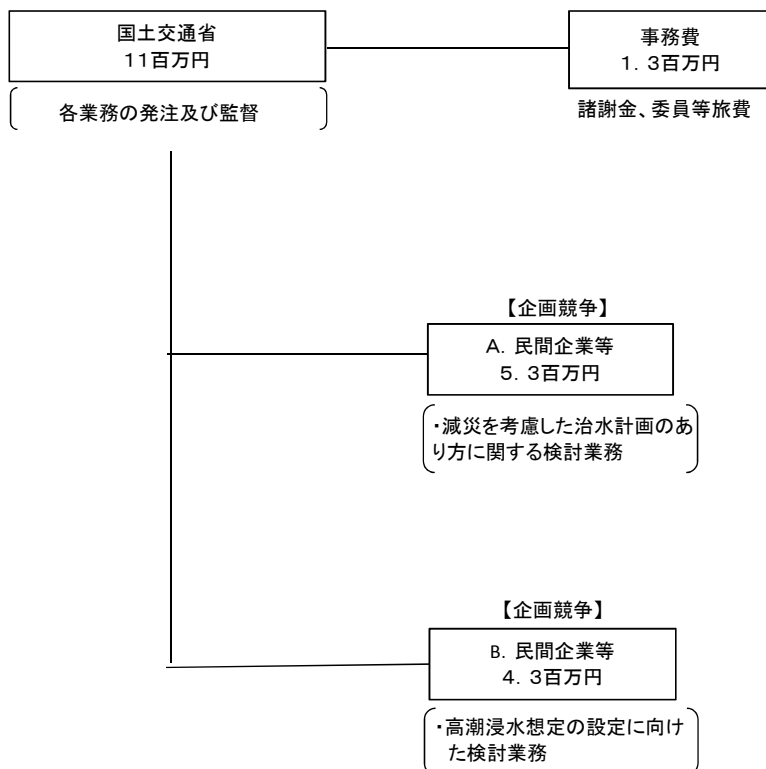 国土交通省
11百万円
各業務の発注及び監督
事務費
1．3百万円
諸謝金、委員等旅費
【企画競争】
A．民間企業等
5．3百万円
・減災を考慮した治水計画のあ
り方に関する検討業務
【企画競争】
B．民間企業等
4．3百万円
・高潮浸水想定の設定に向け
た検討業務